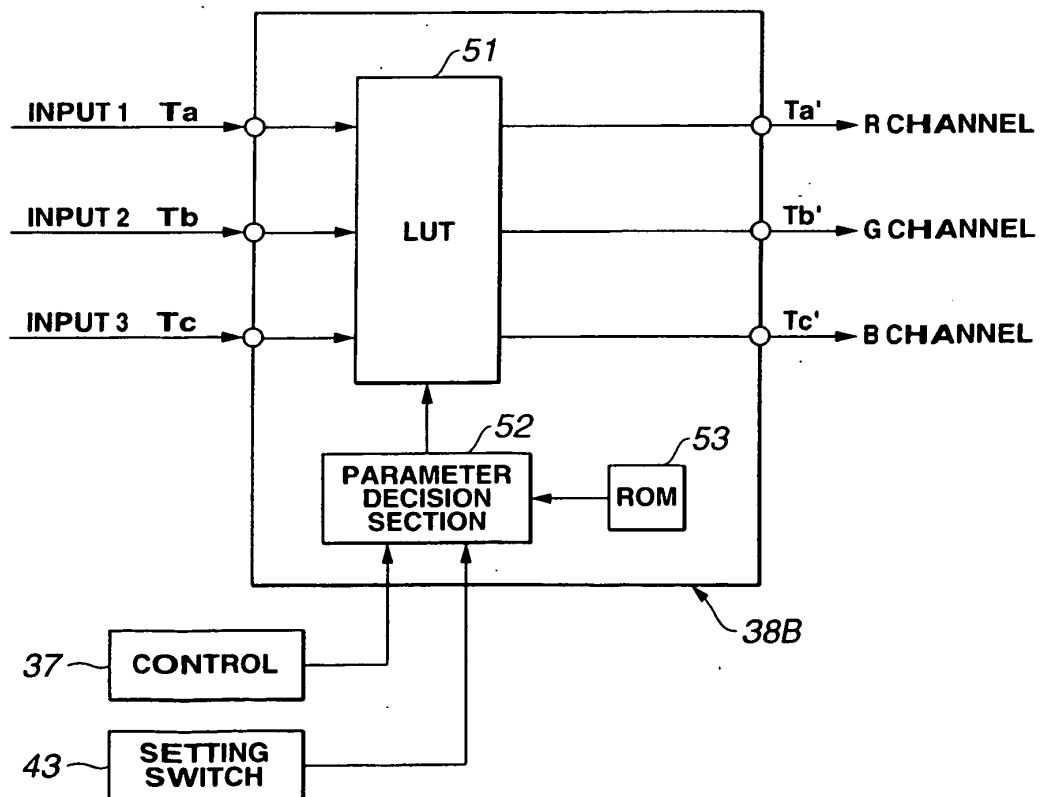 51
INPUT 1 Ta
Ta'
R CHANNEL
INPUT 2 Tb
LUT
Tb'
G CHANNEL
INPUT 3 Tc
Tc'
B CHANNEL
52
53
PARAMETER
DECISION
SECTION
ROM
38B
37
CONTROL
43
SETTING
SWITCH